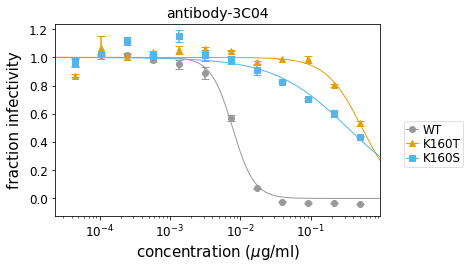 antibody-3C04
fraction infectivity
1.2
1.0
0.8
0.6
0.4
0.2
0.0
10⁻⁴
10⁻³
10⁻²
10⁻¹
concentration (μg/ml)
WT
K160T
K160S